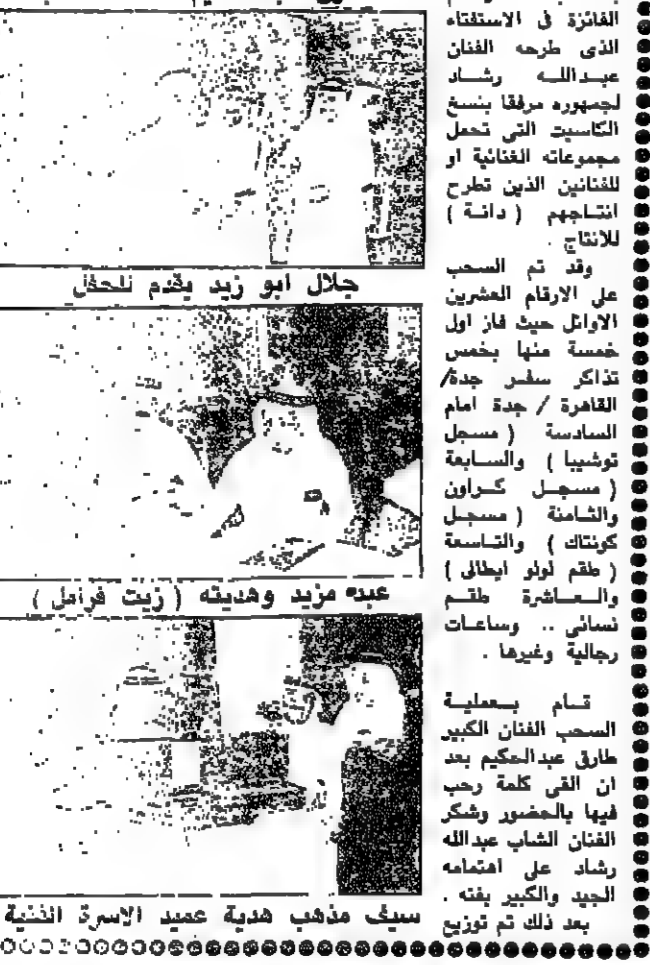 الفائزة في الاستفتاء
الذى طرحه الفنان
عبدالله رشاد
لجمهوره مرفقا بنسخ
الكاسيت التى تحمل
مجموعاته الغنائية او
للفنانين الذين تطرح
انتاجهم ( دانة )
للانتاج .
وقد تم السحب
على الارقام العشرين
الاوائل حيث فاز اول
خمسة منها بخمس
تذاكر سفر جدة/
القاهرة / جدة امام
السادسة ( مسجل
توشيبا ) والسابعة
( مسجل كراون
والثامنة ( مسجل
كونتاك ) والتاسعة
( طقم لولو ايطالى )
والعاشرة طقم
نسائى .. وساعات
رجالية وغيرها .
قام بعملية
السحب الفنان الكبير
طارق عبدالحكيم بعد
ان القى كلمة رحب
فيها بالحضور وشكر
الفنان الشاب عبدالله
رشاد على اهتمامه
الجيد والكبير بفنه .
بعد ذلك تم توزيع
جلال ابو زيد يقدم للحفل
عبده مزيد وهديته ( زيت فرامل )
سيف مذهب هدية عميد الاسرة الفنية